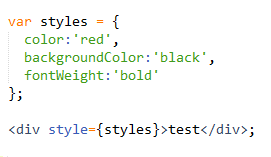 var styles = {
  color:'red',
  backgroundColor:'black',
  fontWeight:'bold'
};

<div style={styles}>test</div>;